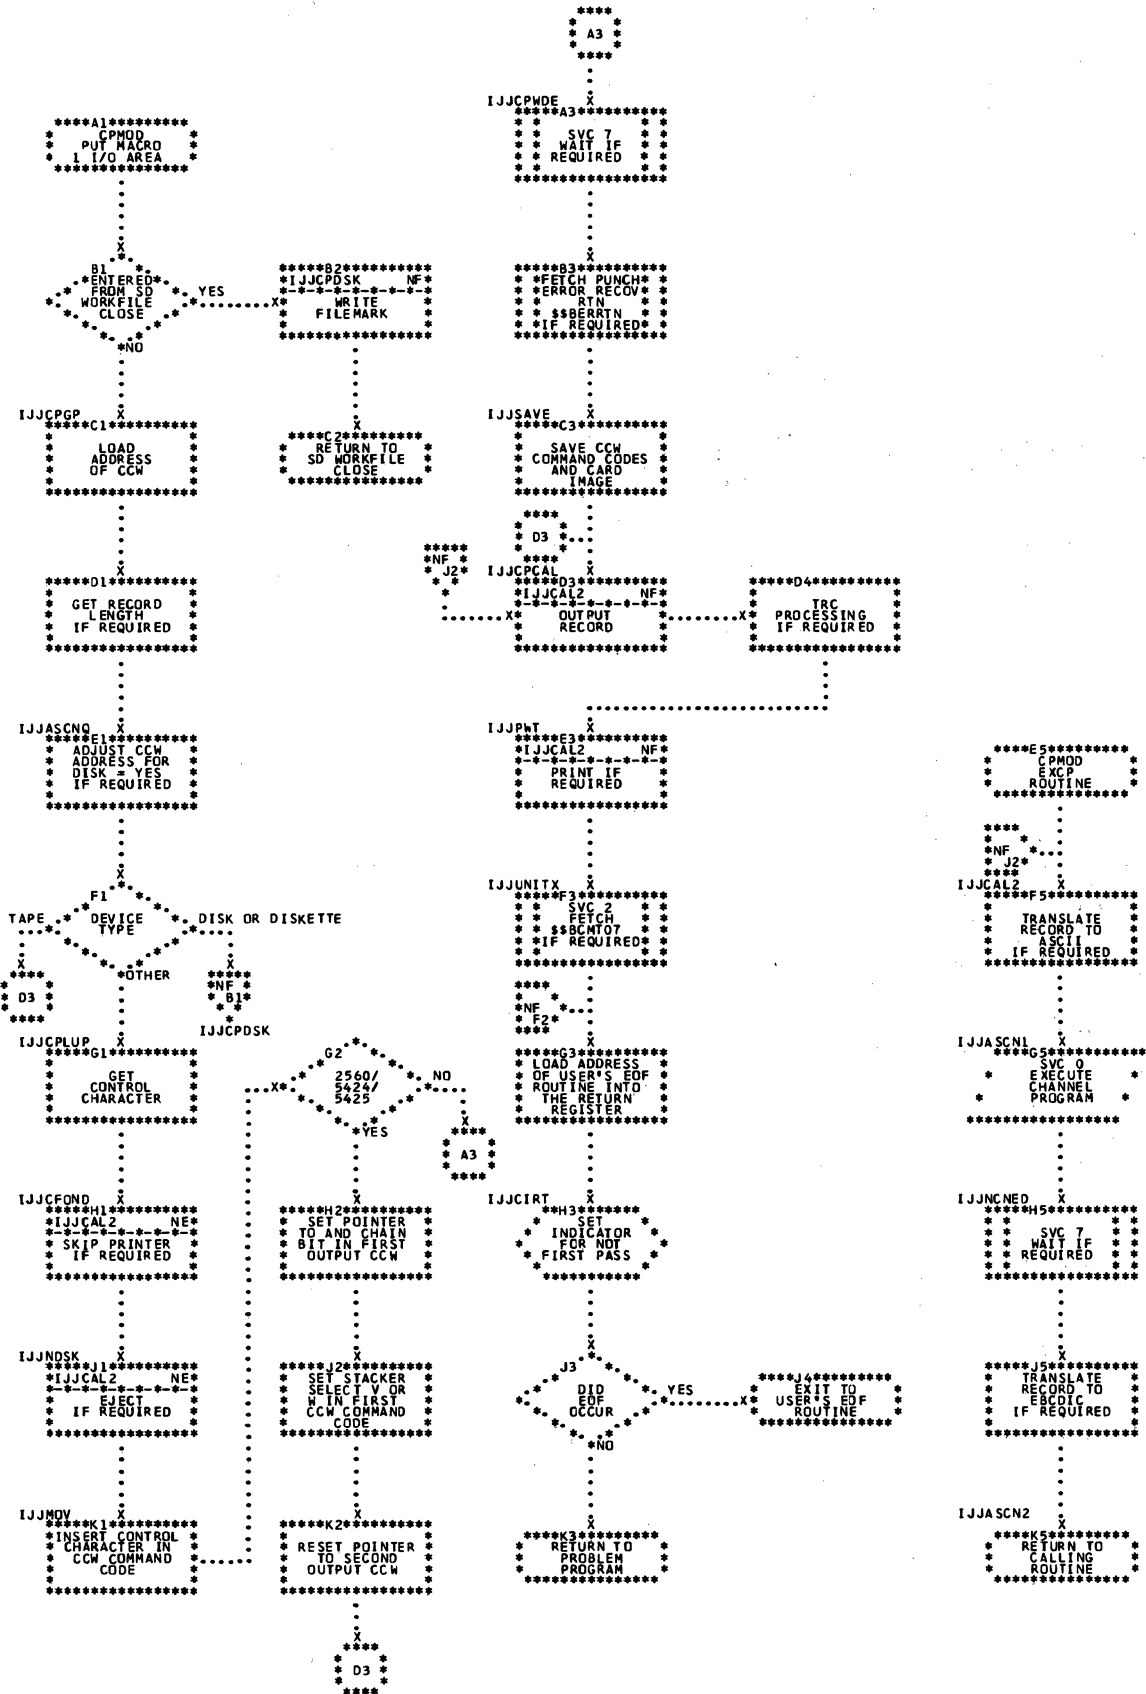 A1
CPMOD
PUT MACRO
1 I/O AREA
B1
ENTERED
FROM SD
WORKFILE
CLOSE
YES
NO
B2
IJJCPDSK NF
WRITE
FILEMARK
C2
RETURN TO
SD WORKFILE
CLOSE
IJJCPGP
C1
LOAD
ADDRESS
OF CCW
D1
GET RECORD
LENGTH
IF REQUIRED
IJJASCNQ
E1
ADJUST CCW
ADDRESS FOR
DISK = YES
IF REQUIRED
F1
DEVICE
TYPE
TAPE
DISK OR DISKETTE
OTHER
D3
NF
B1
IJJCPDSK
IJJCPLUP
G1
GET
CONTROL
CHARACTER
IJJCFOND
H1
IJJCAL2 NE
SKIP PRINTER
IF REQUIRED
IJJNDSK
J1
IJJCAL2 NE
EJECT
IF REQUIRED
IJJMOV
K1
INSERT CONTROL
CHARACTER IN
CCW COMMAND
CODE
G2
2560/
5424/
5425
NO
YES
A3
H2
SET POINTER
TO AND CHAIN
BIT IN FIRST
OUTPUT CCW
J2
SET STACKER
SELECT V OR
W IN FIRST
CCW COMMAND
CODE
K2
RESET POINTER
TO SECOND
OUTPUT CCW
D3
A3
IJJCPWDE
A3
SVC 7
WAIT IF
REQUIRED
B3
FETCH PUNCH
ERROR RECOV
RTN
$$BERRTN
IF REQUIRED
IJJSAVE
C3
SAVE CCW
COMMAND CODES
AND CARD
IMAGE
D3
NF
J2
IJJCPCAL
D3
IJJCAL2 NF
OUTPUT
RECORD
D4
TRC
PROCESSING
IF REQUIRED
IJJPWT
E3
IJJCAL2 NF
PRINT IF
REQUIRED
IJJUNITX
F3
SVC 2
FETCH
$$BCMT07
IF REQUIRED
NF
F2
G3
LOAD ADDRESS
OF USER'S EOF
ROUTINE INTO
THE RETURN
REGISTER
IJJCIRT
H3
SET
INDICATOR
FOR NOT
FIRST PASS
J3
DID
EOF
OCCUR
YES
NO
J4
EXIT TO
USER'S EOF
ROUTINE
K3
RETURN TO
PROBLEM
PROGRAM
E5
CPMOD
EXCP
ROUTINE
NF
J2
IJJCAL2
F5
TRANSLATE
RECORD TO
ASCII
IF REQUIRED
IJJASCN1
G5
SVC 0
EXECUTE
CHANNEL
PROGRAM
IJJNCNED
H5
SVC 7
WAIT IF
REQUIRED
J5
TRANSLATE
RECORD TO
EBCDIC
IF REQUIRED
IJJASCN2
K5
RETURN TO
CALLING
ROUTINE